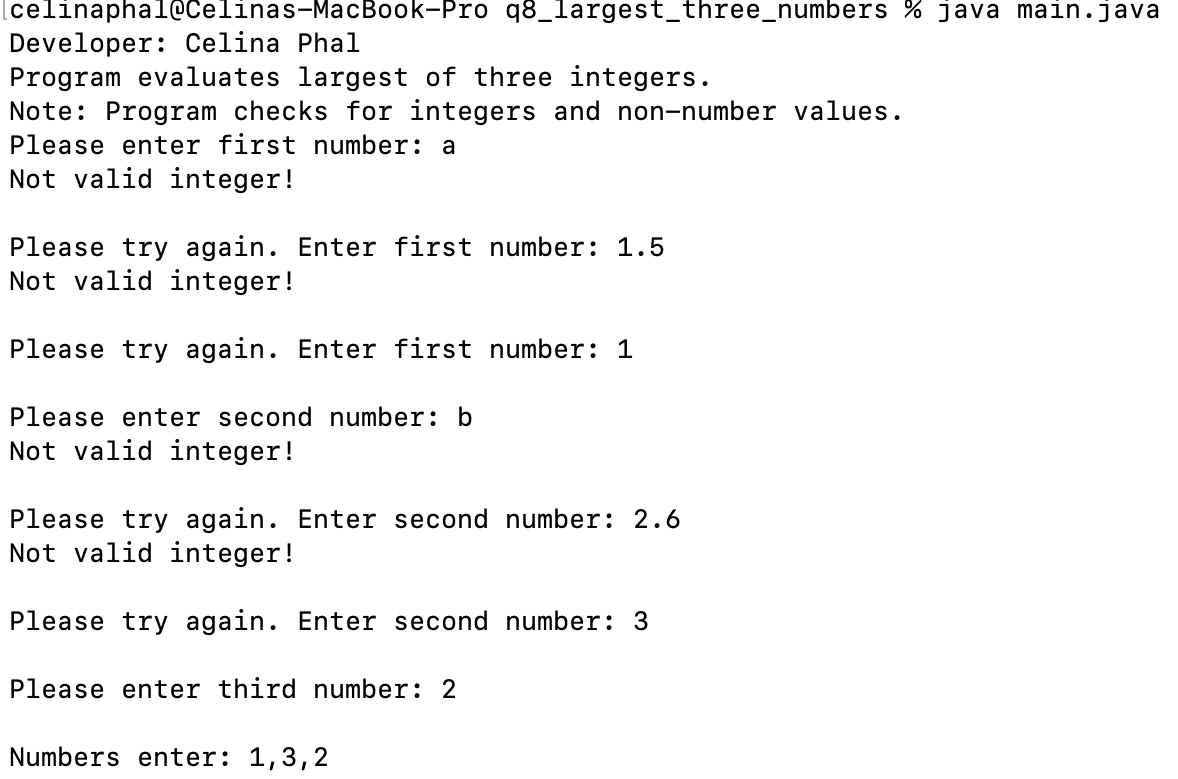 celinaphal@Celinas-MacBook-Pro q8_largest_three_numbers % java main.java
Developer: Celina Phal
Program evaluates largest of three integers.
Note: Program checks for integers and non-number values.
Please enter first number: a
Not valid integer!
Please try again. Enter first number: 1.5
Not valid integer!
Please try again. Enter first number: 1
Please enter second number: b
Not valid integer!
Please try again. Enter second number: 2.6
Not valid integer!
Please try again. Enter second number: 3
Please enter third number: 2
Numbers enter: 1,3,2